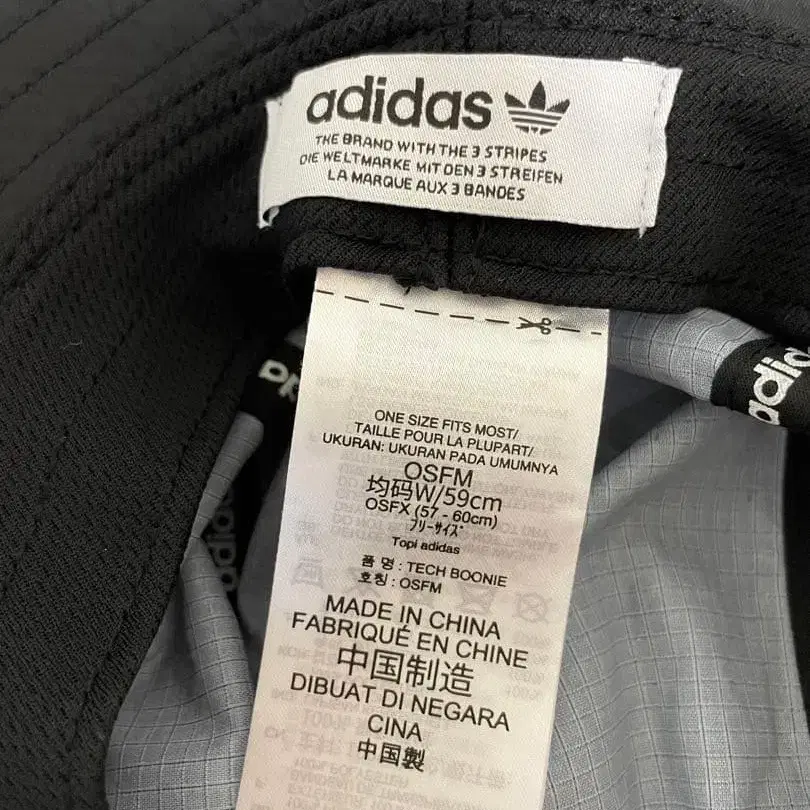 adidas
THE BRAND WITH THE 3 STRIPES
DIE WELTMARKE MIT DEN 3 STREIFEN
LA MARQUE AUX 3 BANDES
adidas
ONE SIZE FITS MOST/
TAILLE POUR LA PLUPART/
UKURAN: UKURAN PADA UMUMNYA
OSFM
均码W/59cm
OSFX (57 - 60cm)
フリーサイズ
Topi adidas
품 명 : TECH BOONIE
호칭 : OSFM
MADE IN CHINA
FABRIQUÉ EN CHINE
中国制造
DIBUAT DI NEGARA
CINA
中国製